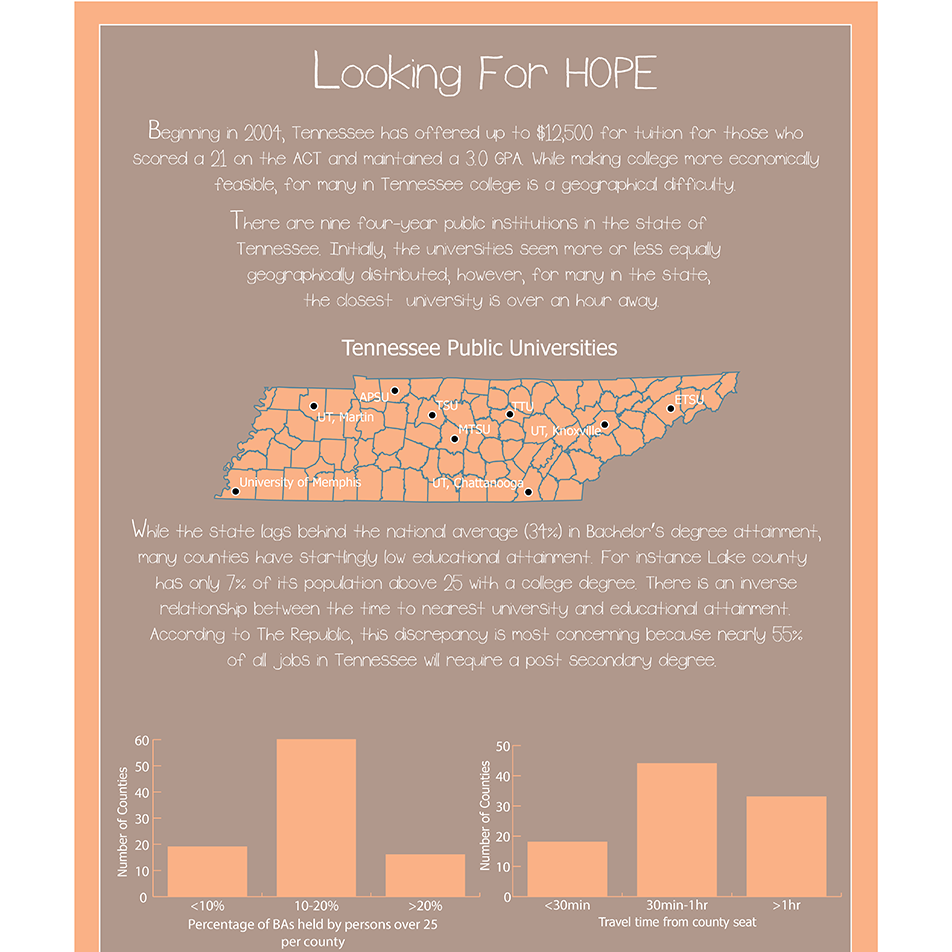 Looking For HOPE
Beginning in 2004, Tennessee has offered up to $12,500 for tuition for those who
scored a 21 on the ACT and maintained a 3.0 GPA. While making college more economically
feasible, for many in Tennessee college is a geographical difficulty.
There are nine four-year public institutions in the state of
Tennessee. Initially, the universities seem more or less equally
geographically distributed, however, for many in the state,
the closest university is over an hour away.
Tennessee Public Universities
APSU
UT, Martin
TSU
TTU
ETSU
MTSU
UT, Knoxville
University of Memphis
UT, Chattanooga
While the state lags behind the national average (34%) in Bachelor's degree attainment,
many counties have startlingly low educational attainment. For instance Lake county
has only 7% of its population above 25 with a college degree. There is an inverse
relationship between the time to nearest university and educational attainment.
According to The Republic, this discrepancy is most concerning because nearly 55%
of all jobs in Tennessee will require a post secondary degree.
Number of Counties
60
50
40
30
20
10
0
<10%
10-20%
>20%
Percentage of BAs held by persons over 25
per county
Number of Counties
50
40
30
20
10
0
<30min
30min-1hr
>1hr
Travel time from county seat